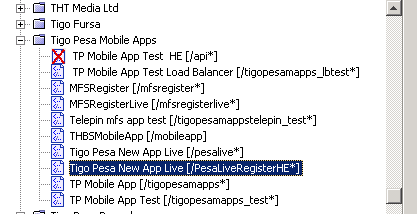 THT Media Ltd
Tigo Fursa
Tigo Pesa Mobile Apps
TP Mobile App Test HE [/api*]
TP Mobile App Test Load Balancer [/tigopesamapps_lbtest*]
MFSRegister [/mfsregister*]
MFSRegisterLive [/mfsregisterlive*]
Telepin mfs app test [/tigopesamappstelepin_test*]
THBSMobileApp [/mobileapp]
Tigo Pesa New App Live [/pesalive*]
Tigo Pesa New App Live [/PesaLiveRegisterHE*]
TP Mobile App [/tigopesamapps*]
TP Mobile App Test [/tigopesamapps_test*]